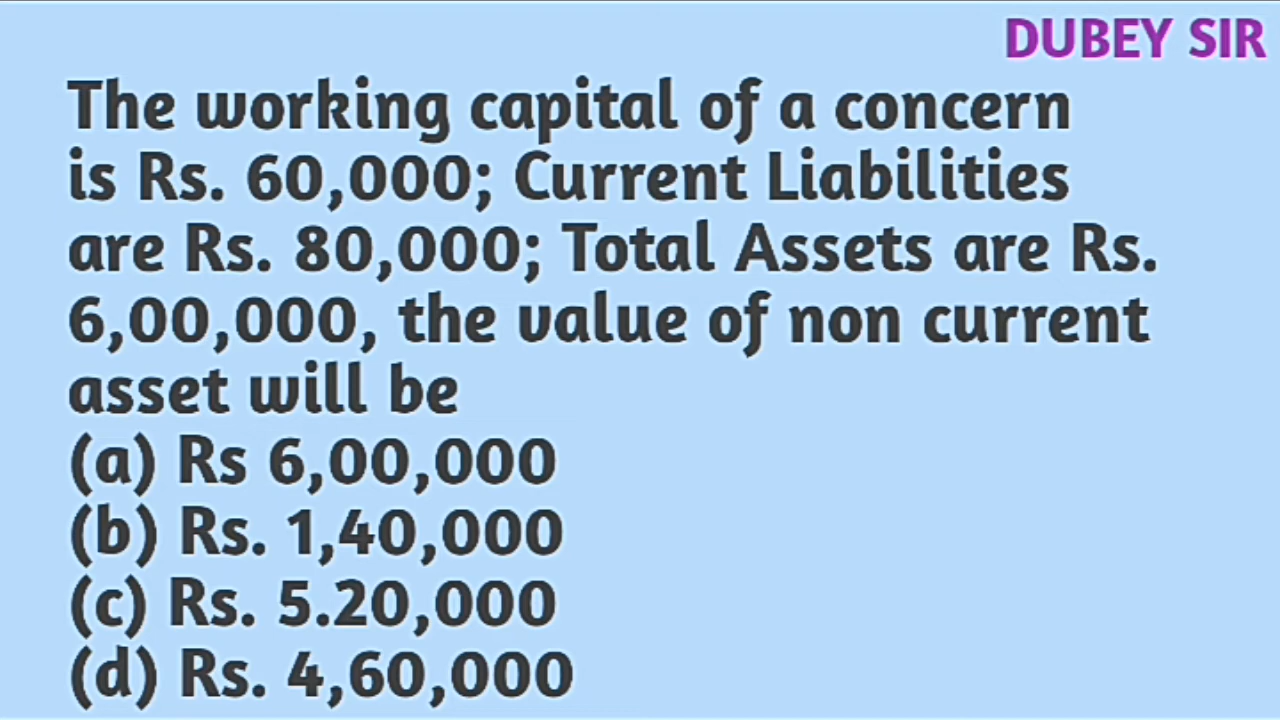 DUBEY SIR
The working capital of a concern
is Rs. 60,000; Current Liabilities
are Rs. 80,000; Total Assets are Rs.
6,00,000, the value of non current
asset will be
(a) Rs 6,00,000
(b) Rs. 1,40,000
(c) Rs. 5.20,000
(d) Rs. 4,60,000